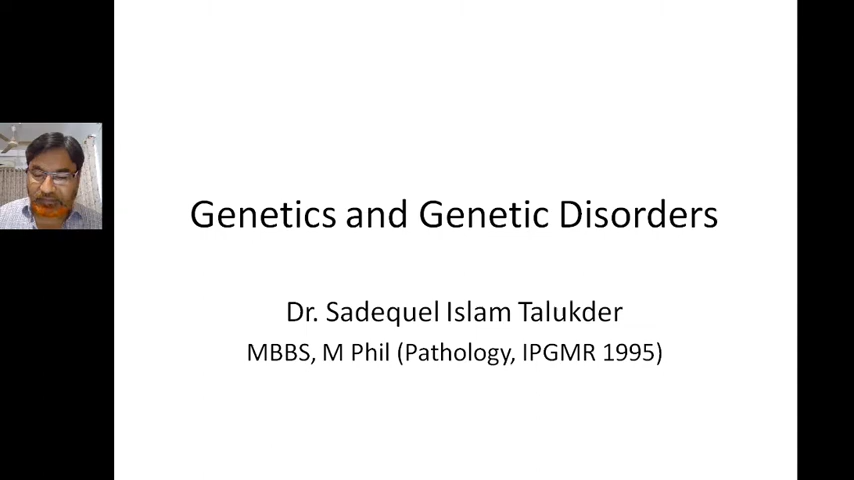 Genetics and Genetic Disorders
Dr. Sadequel Islam Talukder
MBBS, M Phil (Pathology, IPGMR 1995)